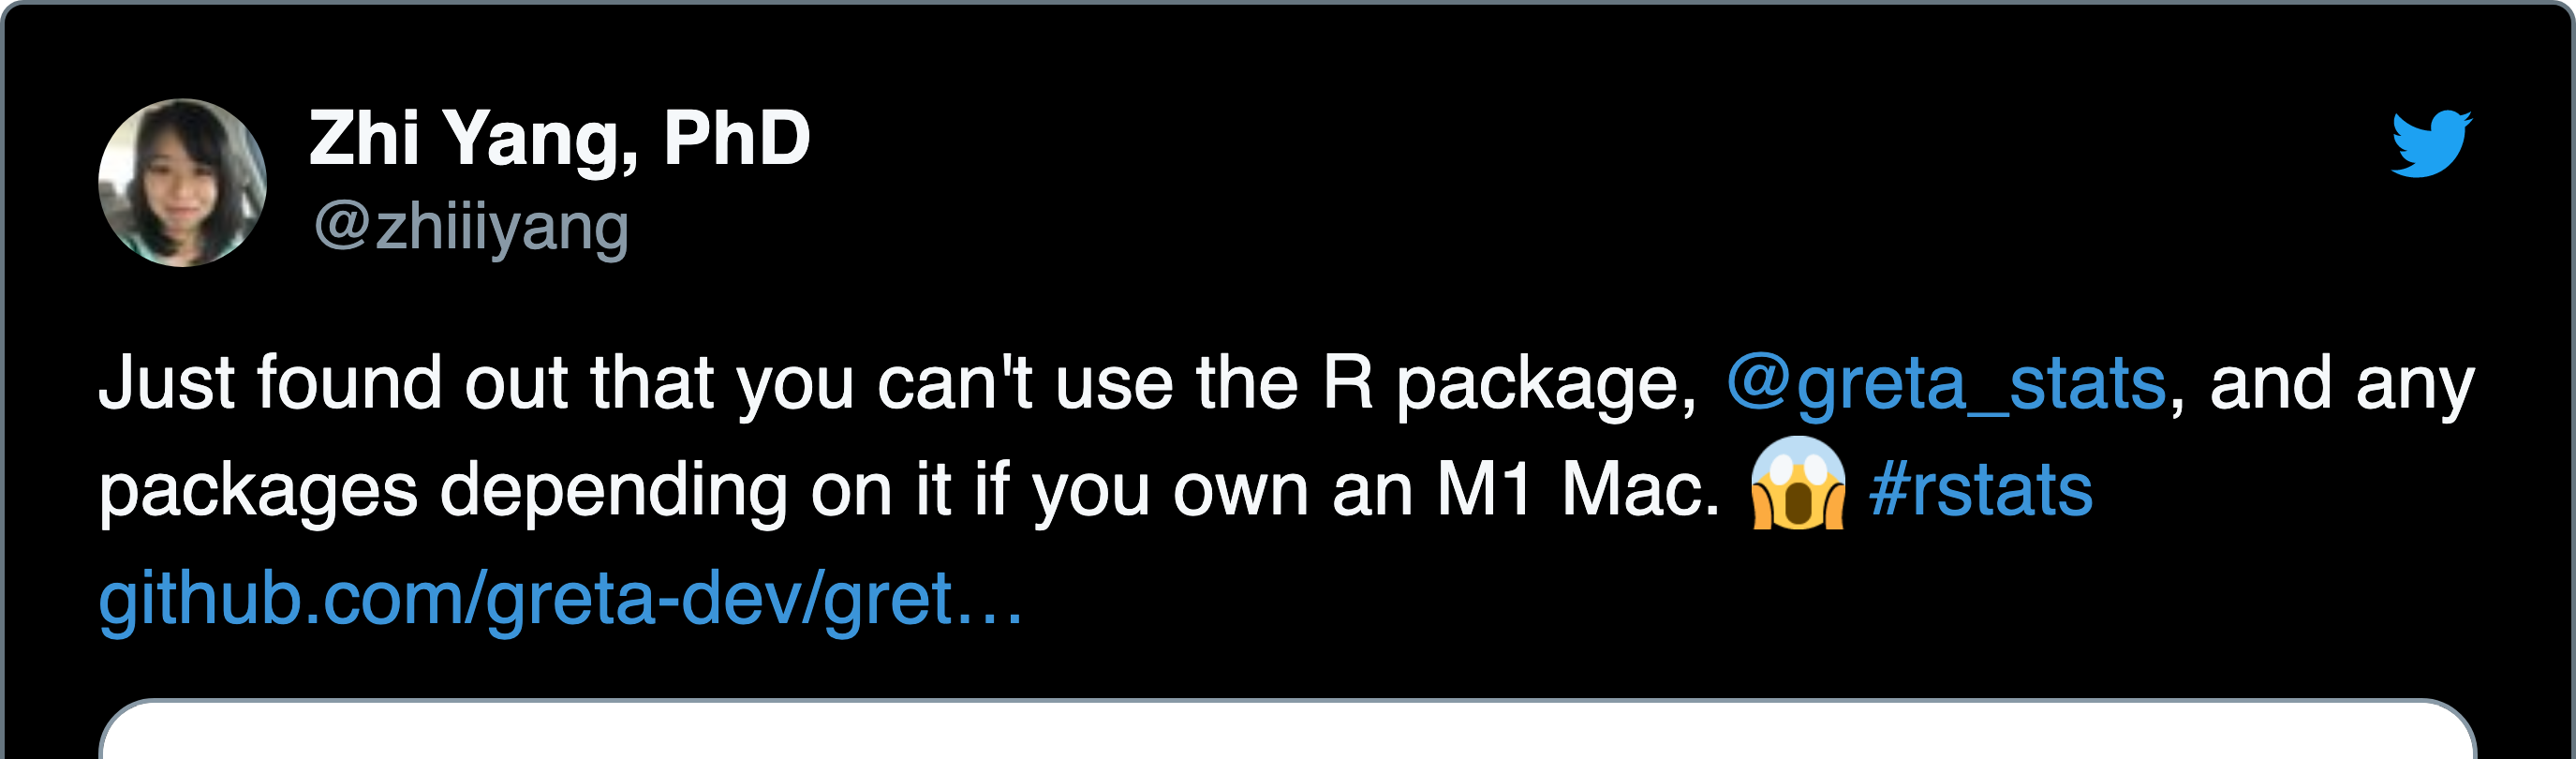 Zhi Yang, PhD
@zhiiiyang
Just found out that you can't use the R package, @greta_stats, and any
packages depending on it if you own an M1 Mac. 😱 #rstats
github.com/greta-dev/gret…